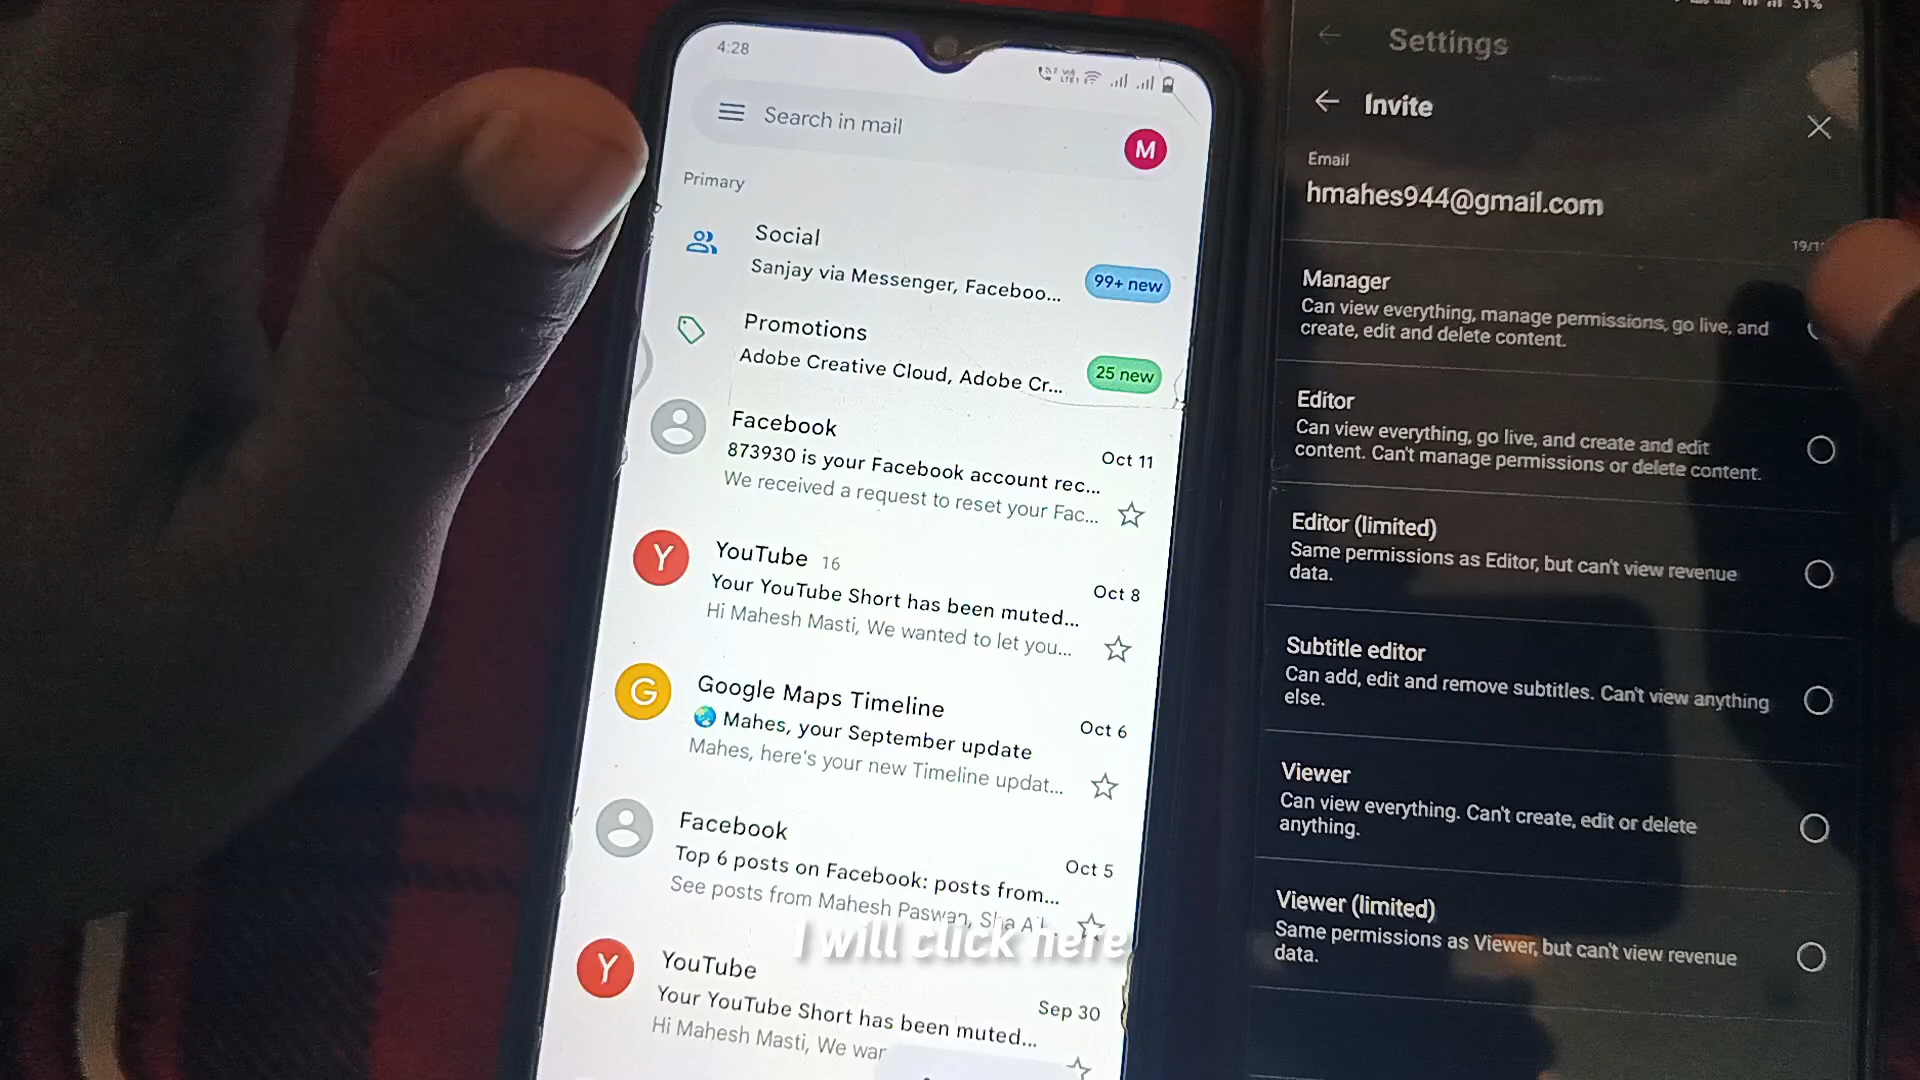 4:28
Search in mail
M
Primary
Social
Sanjay via Messenger, Faceboo...
99+ new
Promotions
Adobe Creative Cloud, Adobe Cr...
25 new
Facebook
Oct 11
873930 is your Facebook account rec...
We received a request to reset your Fac...
Y
YouTube 16
Oct 8
Your YouTube Short has been muted...
Hi Mahesh Masti, We wanted to let you...
G
Google Maps Timeline
Oct 6
Mahes, your September update
Mahes, here's your new Timeline updat...
Facebook
Oct 5
Top 6 posts on Facebook: posts from...
See posts from Mahesh Paswan, Sha
I will click here
Y
YouTube
Sep 30
Your YouTube Short has been muted...
Hi Mahesh Masti, We
51%
Settings
Invite
Email
hmahes944@gmail.com
Manager
Can view everything, manage permissions, go live, and
create, edit and delete content.
Editor
Can view everything, go live, and create and edit
content. Can't manage permissions or delete content.
Editor (limited)
Same permissions as Editor, but can't view revenue
data.
Subtitle editor
Can add, edit and remove subtitles. Can't view anything
else.
Viewer
Can view everything. Can't create, edit or delete
anything.
Viewer (limited)
Same permissions as Viewer, but can't view revenue
data.